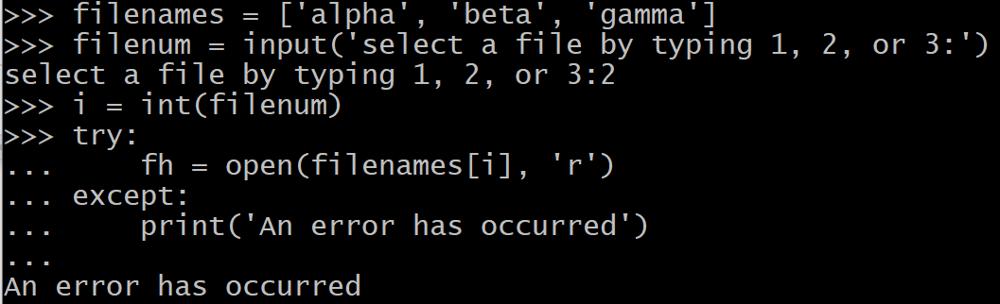 >>> filenames = ['alpha', 'beta', 'gamma']
>>> filenum = input('select a file by typing 1, 2, or 3:')
select a file by typing 1, 2, or 3:2
>>> i = int(filenum)
>>> try:
...     fh = open(filenames[i], 'r')
... except:
...     print('An error has occurred')
...
An error has occurred